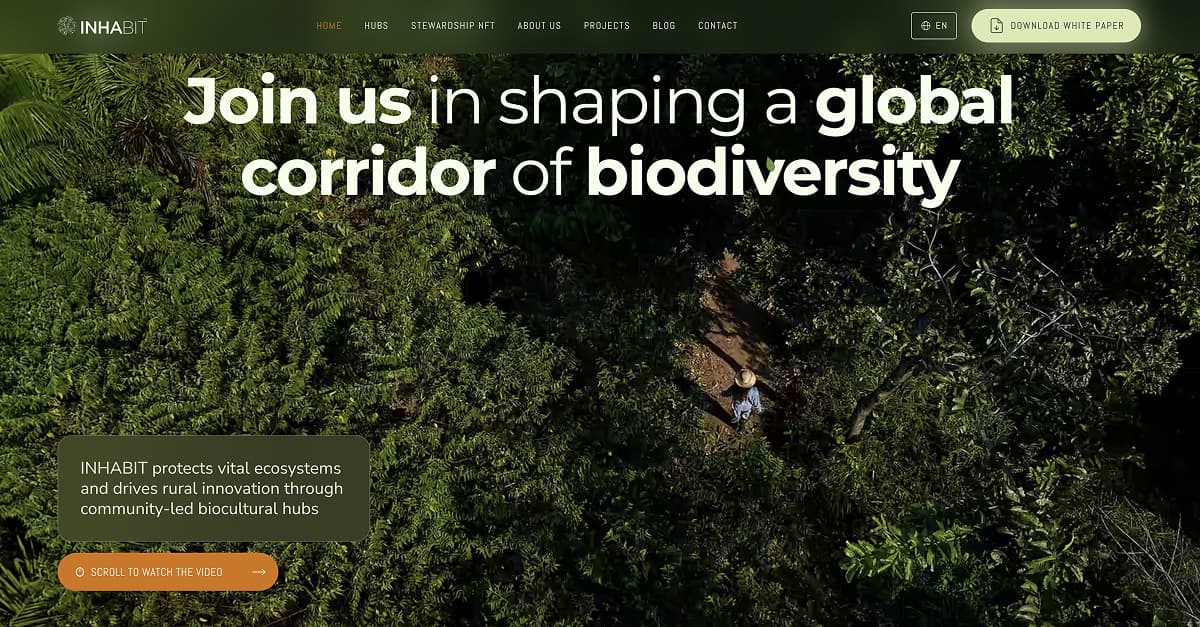 INHABIT
HOME HUBS STEWARDSHIP NFT ABOUT US PROJECTS BLOG CONTACT
EN
DOWNLOAD WHITE PAPER
Join us in shaping a global
corridor of biodiversity
INHABIT protects vital ecosystems
and drives rural innovation through
community-led biocultural hubs
SCROLL TO WATCH THE VIDEO